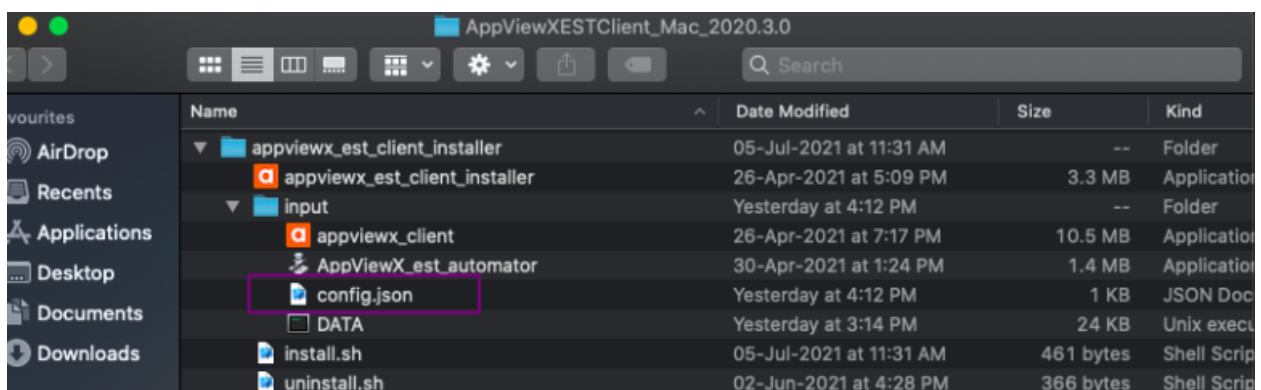 AppViewXESTClient_Mac_2020.3.0
Search
vourites
Name Date Modified Size Kind
appviewx_est_client_installer 05-Jul-2021 at 11:31 AM -- Folder
AirDrop
appviewx_est_client_installer 26-Apr-2021 at 5:09 PM 3.3 MB Application
Recents
input Yesterday at 4:12 PM -- Folder
Applications
appviewx_client 26-Apr-2021 at 7:17 PM 10.5 MB Application
AppViewX_est_automator 30-Apr-2021 at 1:24 PM 1.4 MB Application
Desktop
config.json Yesterday at 4:12 PM 1 KB JSON Doc
Documents
DATA Yesterday at 3:14 PM 24 KB Unix execu
Downloads
install.sh 05-Jul-2021 at 11:31 AM 461 bytes Shell Scrip
uninstall.sh 02-Jun-2021 at 4:28 PM 366 bytes Shell Scrip